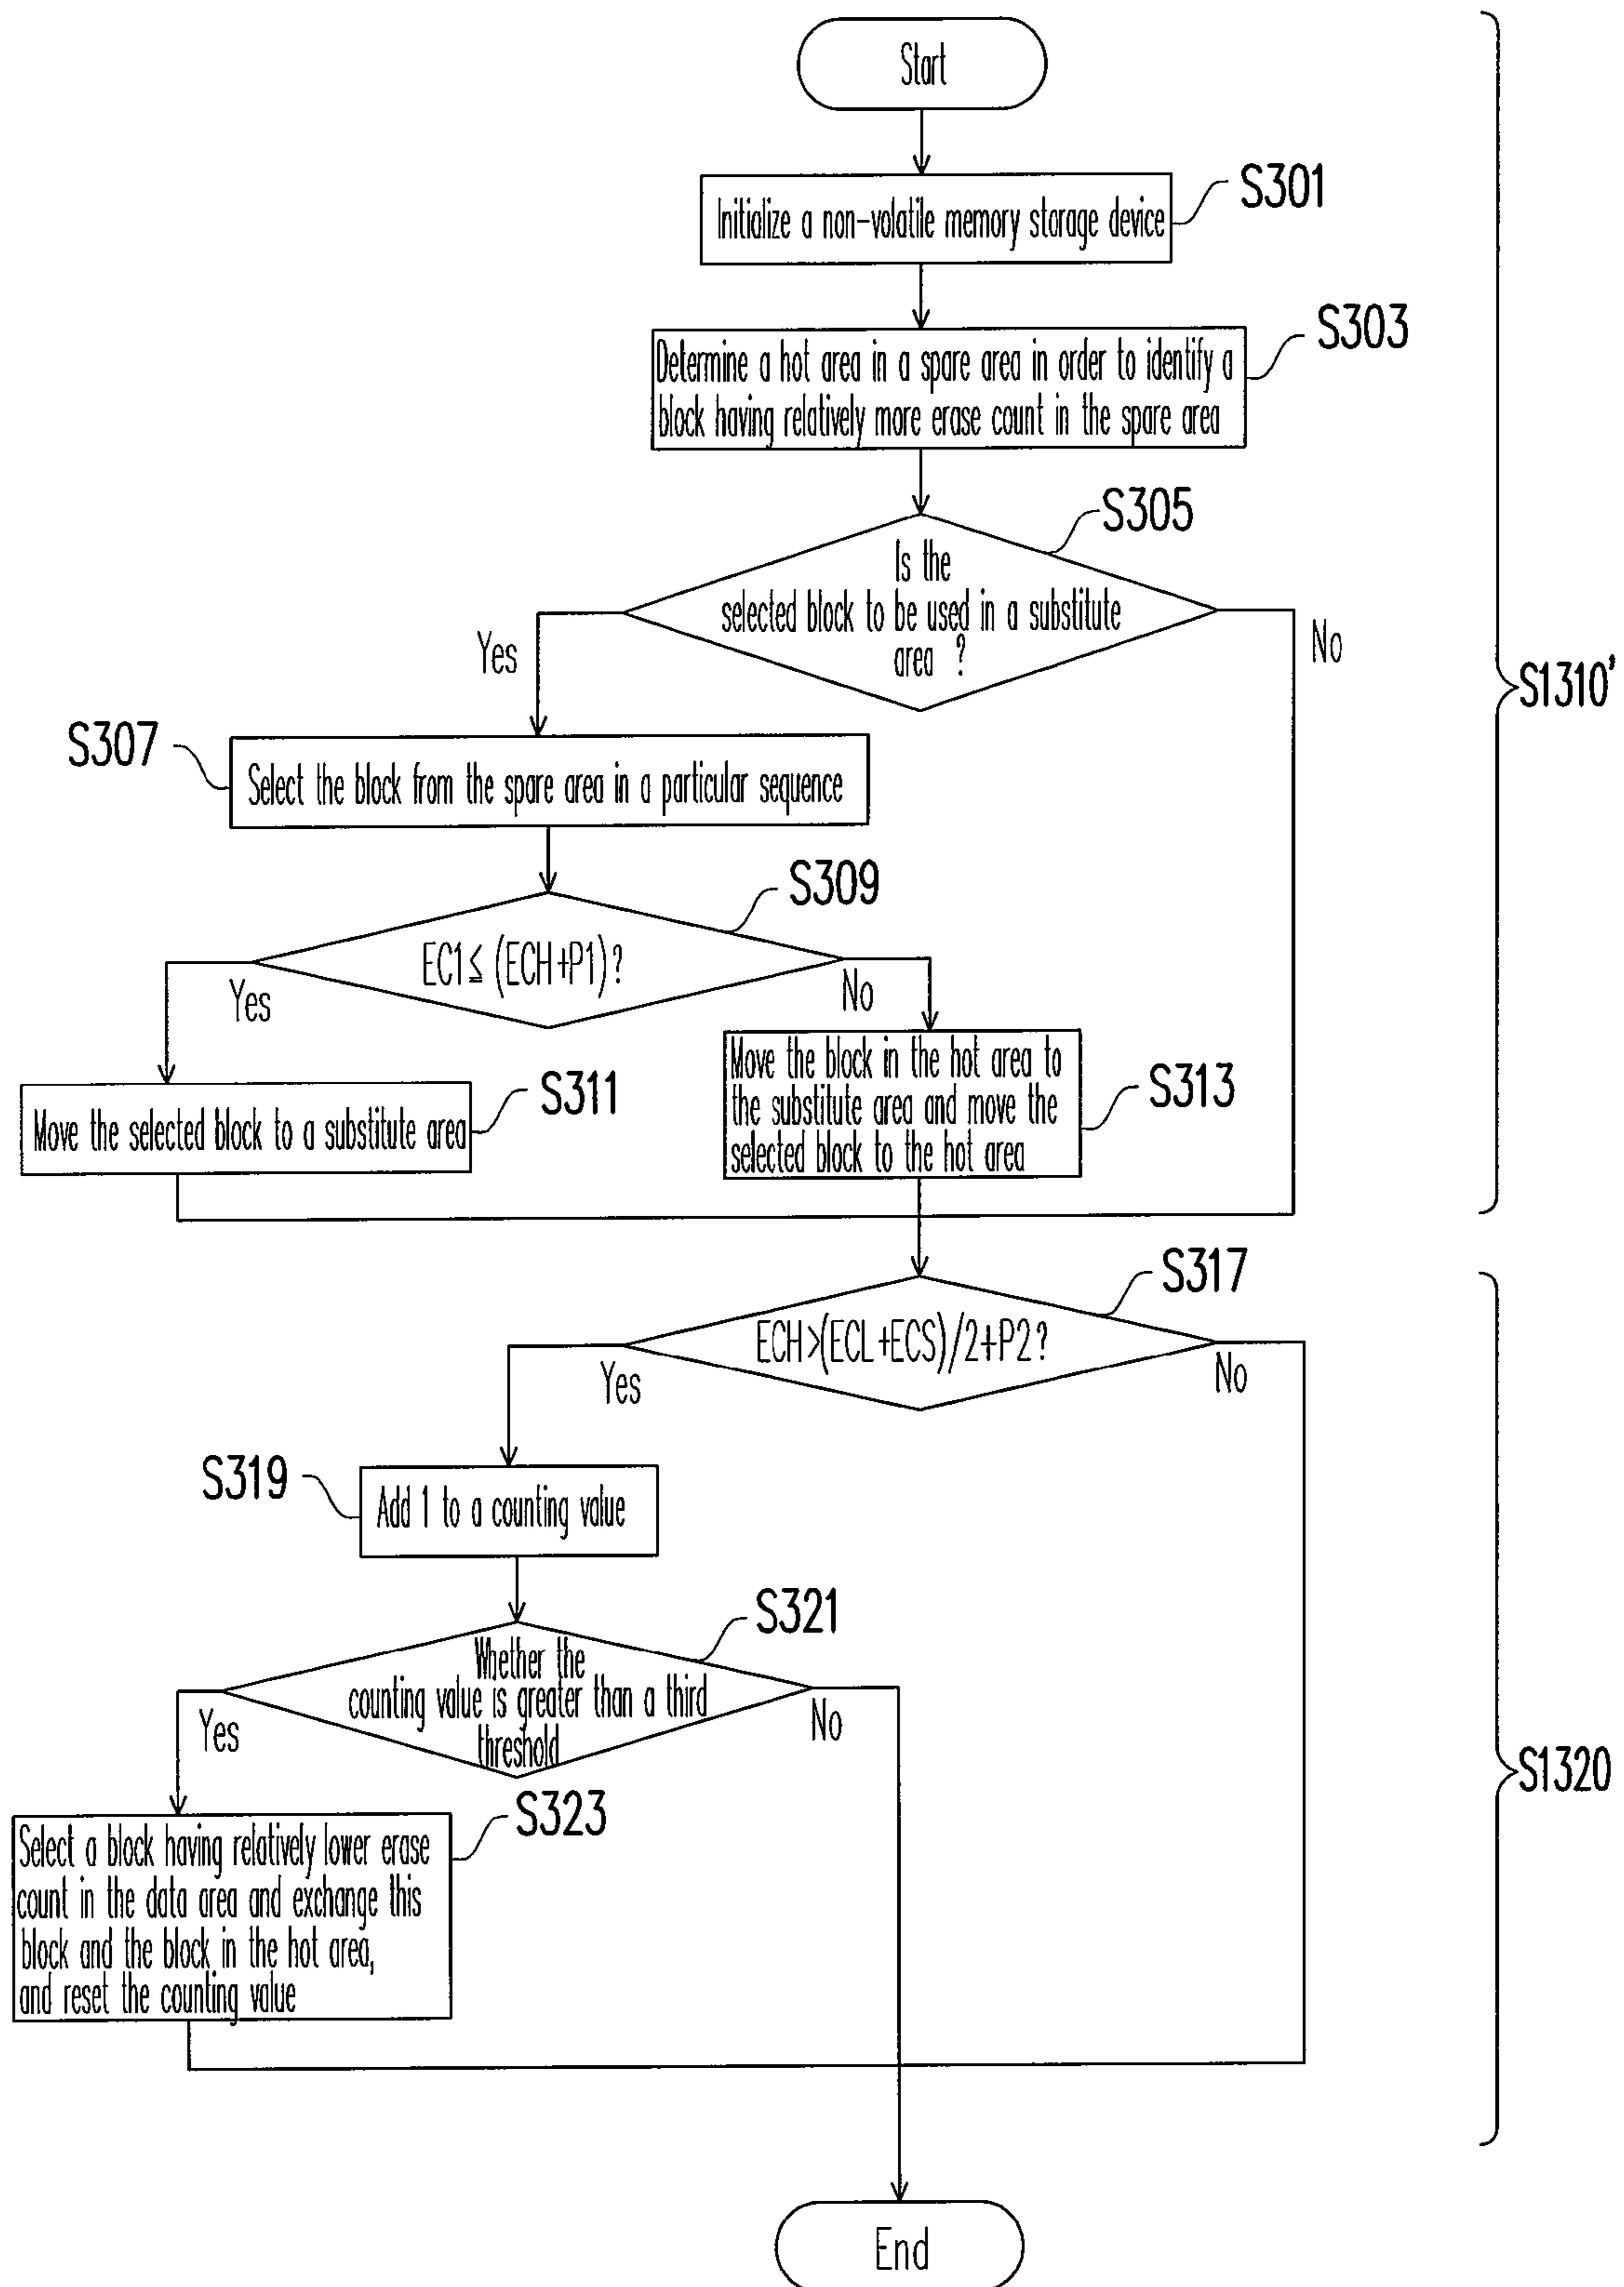 Start
Initialize a non-volatile memory storage device
S301
Determine a hot area in a spare area in order to identify a
block having relatively more erase count in the spare area
S303
S305
Is the
selected block to be used in a substitute
area ?
Yes
No
S1310'
S307
Select the block from the spare area in a particular sequence
S309
EC1≦(ECH+P1)?
Yes
No
Move the selected block to a substitute area
S311
Move the block in the hot area to
the substitute area and move the
selected block to the hot area
S313
S317
ECH>(ECL+ECS)/2+P2?
Yes
No
S319
Add 1 to a counting value
S321
Whether the
counting value is greater than a third
threshold
Yes
No
S1320
S323
Select a block having relatively lower erase
count in the data area and exchange this
block and the block in the hot area,
and reset the counting value
End